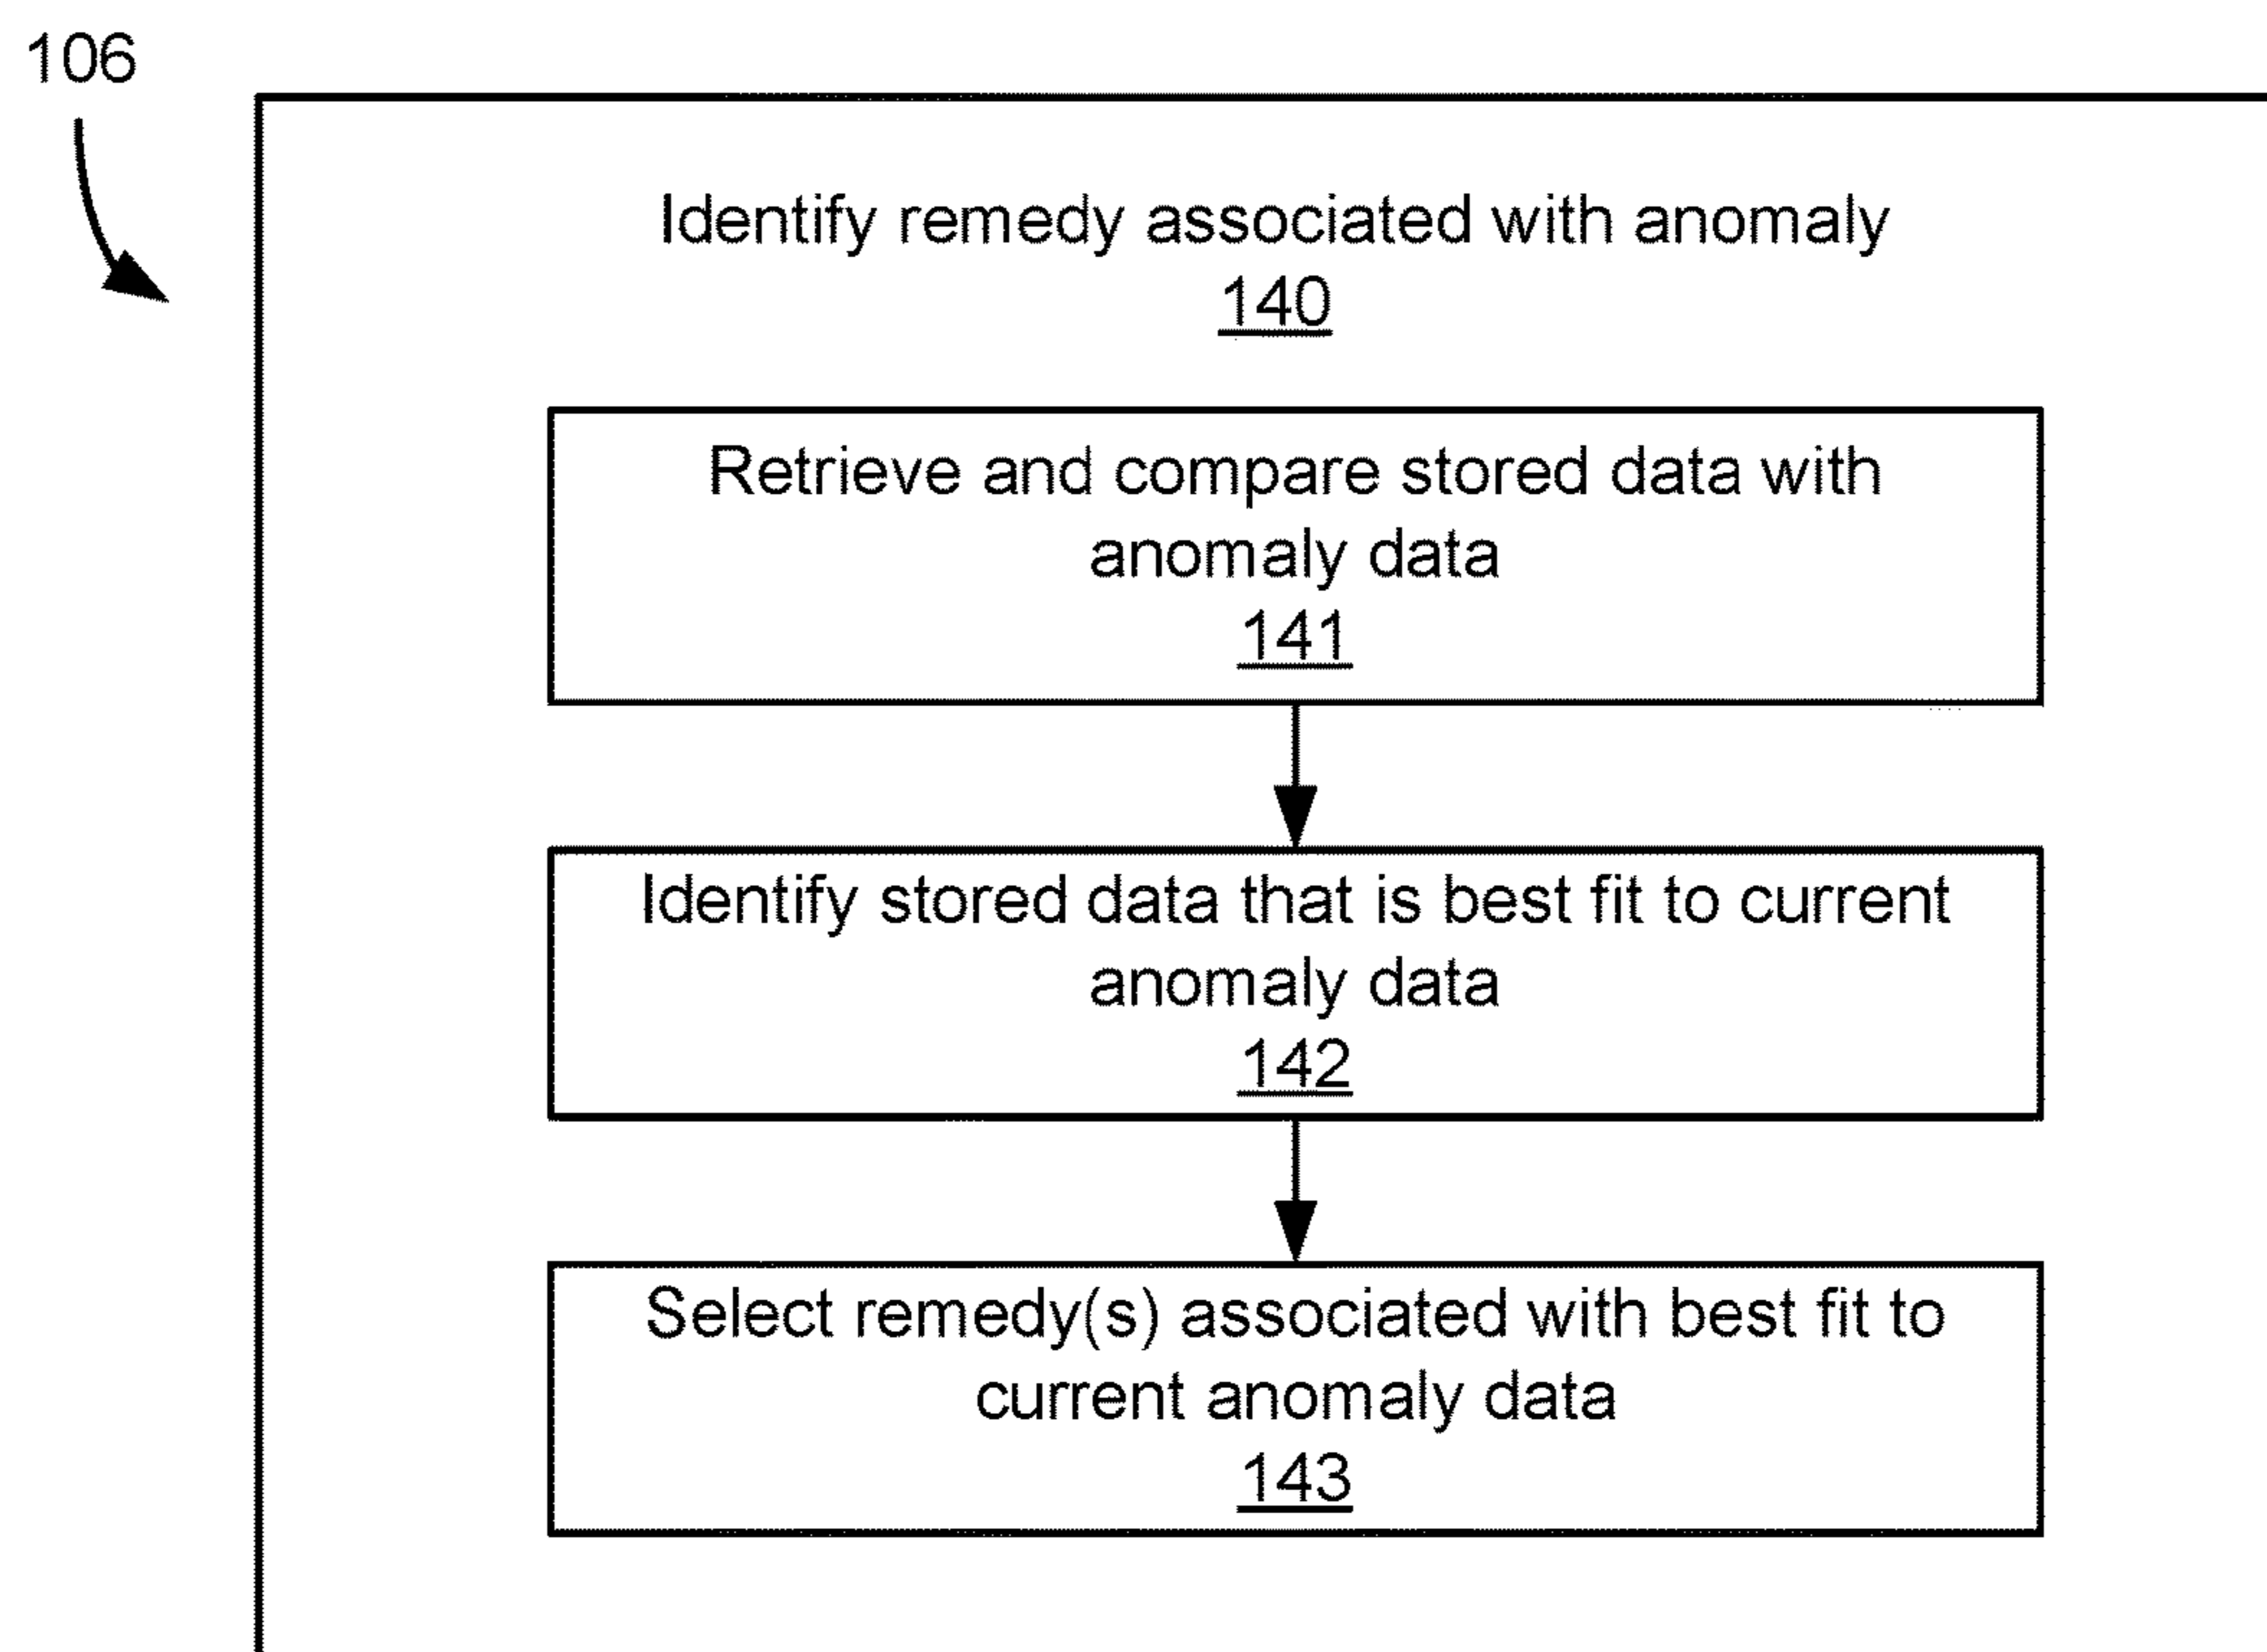 106
Identify remedy associated with anomaly
140
Retrieve and compare stored data with
anomaly data
141
Identify stored data that is best fit to current
anomaly data
142
Select remedy(s) associated with best fit to
current anomaly data
143